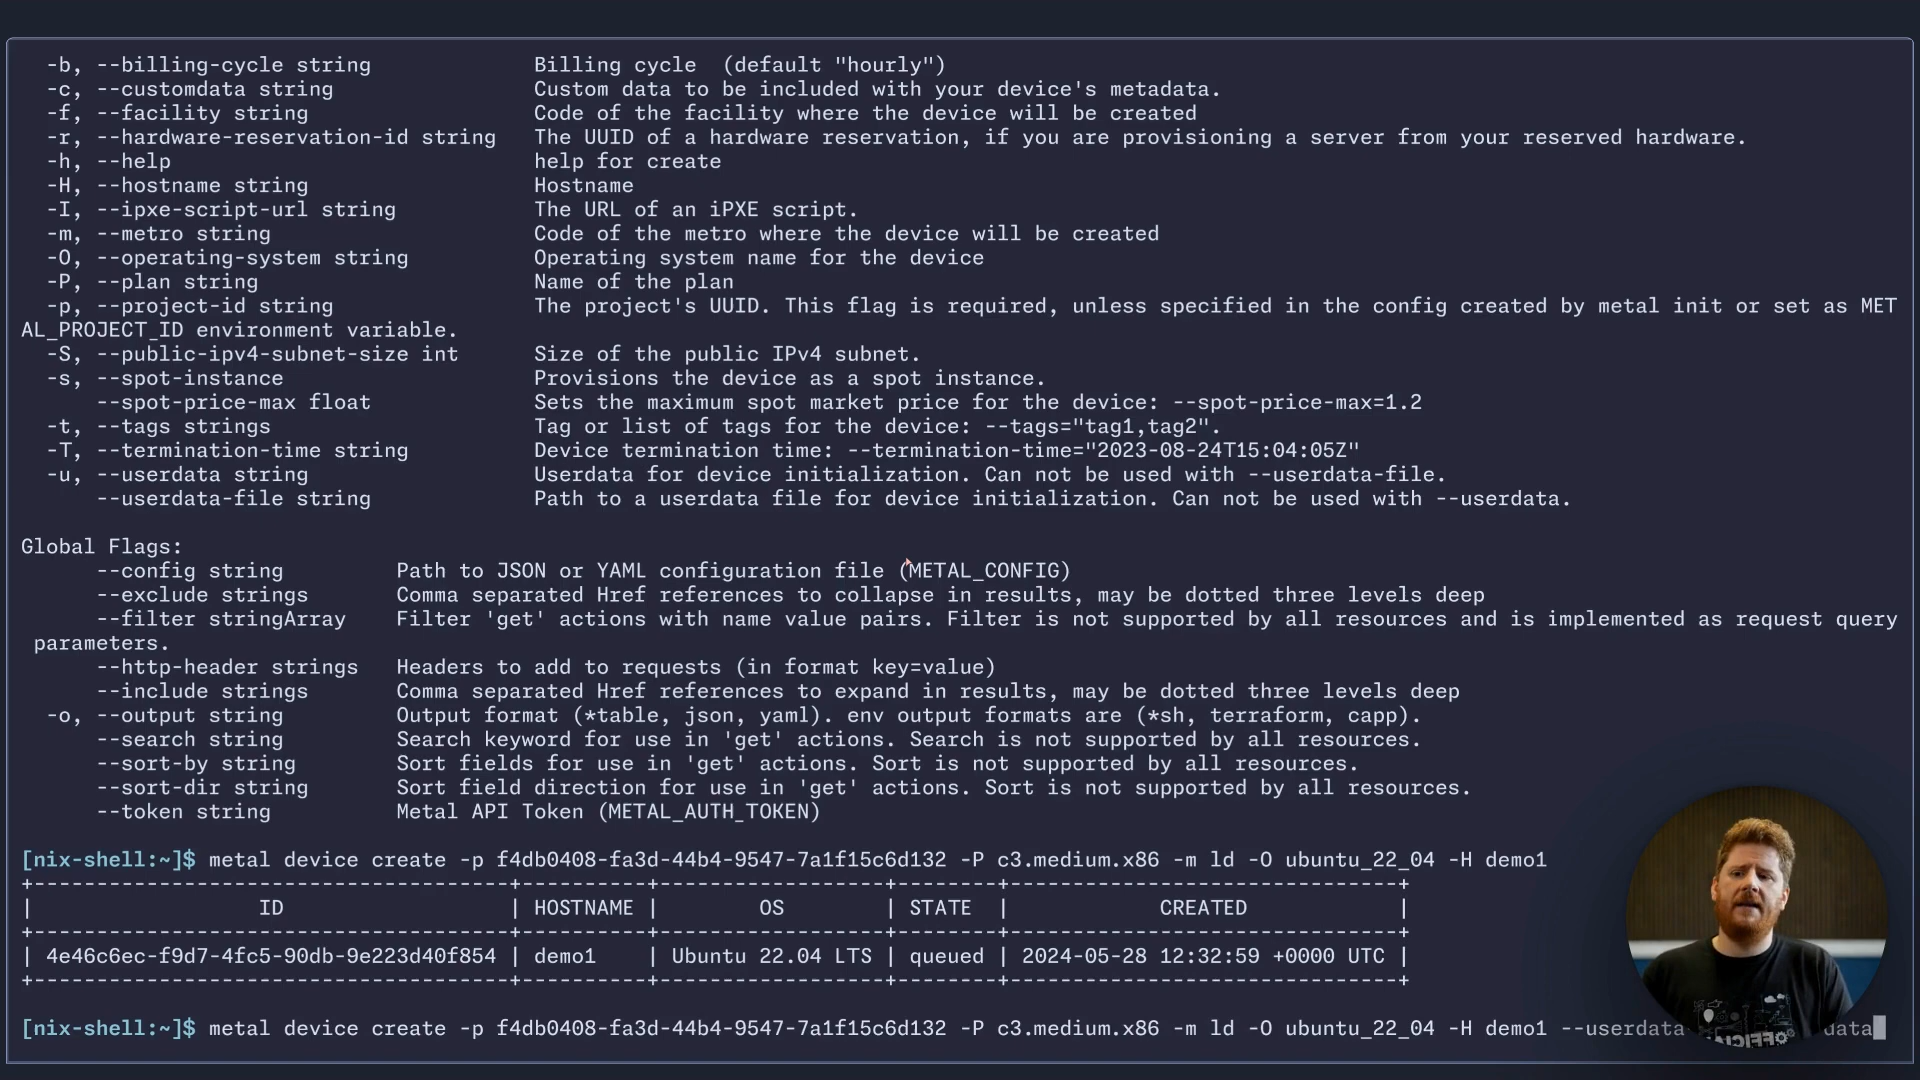 -b, --billing-cycle string Billing cycle (default "hourly")
-c, --customdata string Custom data to be included with your device's metadata.
-f, --facility string Code of the facility where the device will be created
-r, --hardware-reservation-id string The UUID of a hardware reservation, if you are provisioning a server from your reserved hardware.
-h, --help help for create
-H, --hostname string Hostname
-I, --ipxe-script-url string The URL of an iPXE script.
-m, --metro string Code of the metro where the device will be created
-O, --operating-system string Operating system name for the device
-P, --plan string Name of the plan
-p, --project-id string The project's UUID. This flag is required, unless specified in the config created by metal init or set as MET
AL_PROJECT_ID environment variable.
-S, --public-ipv4-subnet-size int Size of the public IPv4 subnet.
-s, --spot-instance Provisions the device as a spot instance.
--spot-price-max float Sets the maximum spot market price for the device: --spot-price-max=1.2
-t, --tags strings Tag or list of tags for the device: --tags="tag1,tag2".
-T, --termination-time string Device termination time: --termination-time="2023-08-24T15:04:05Z"
-u, --userdata string Userdata for device initialization. Can not be used with --userdata-file.
--userdata-file string Path to a userdata file for device initialization. Can not be used with --userdata.
Global Flags:
--config string Path to JSON or YAML configuration file (METAL_CONFIG)
--exclude strings Comma separated Href references to collapse in results, may be dotted three levels deep
--filter stringArray Filter 'get' actions with name value pairs. Filter is not supported by all resources and is implemented as request query
parameters.
--http-header strings Headers to add to requests (in format key=value)
--include strings Comma separated Href references to expand in results, may be dotted three levels deep
-o, --output string Output format (*table, json, yaml). env output formats are (*sh, terraform, capp).
--search string Search keyword for use in 'get' actions. Search is not supported by all resources.
--sort-by string Sort fields for use in 'get' actions. Sort is not supported by all resources.
--sort-dir string Sort field direction for use in 'get' actions. Sort is not supported by all resources.
--token string Metal API Token (METAL_AUTH_TOKEN)
[nix-shell:~]$ metal device create -p f4db0408-fa3d-44b4-9547-7a1f15c6d132 -P c3.medium.x86 -m ld -O ubuntu_22_04 -H demo1
| ID | HOSTNAME | OS | STATE | CREATED |
| 4e46c6ec-f9d7-4fc5-90db-9e223d40f854 | demo1 | Ubuntu 22.04 LTS | queued | 2024-05-28 12:32:59 +0000 UTC |
[nix-shell:~]$ metal device create -p f4db0408-fa3d-44b4-9547-7a1f15c6d132 -P c3.medium.x86 -m ld -O ubuntu_22_04 -H demo1 --userdata data